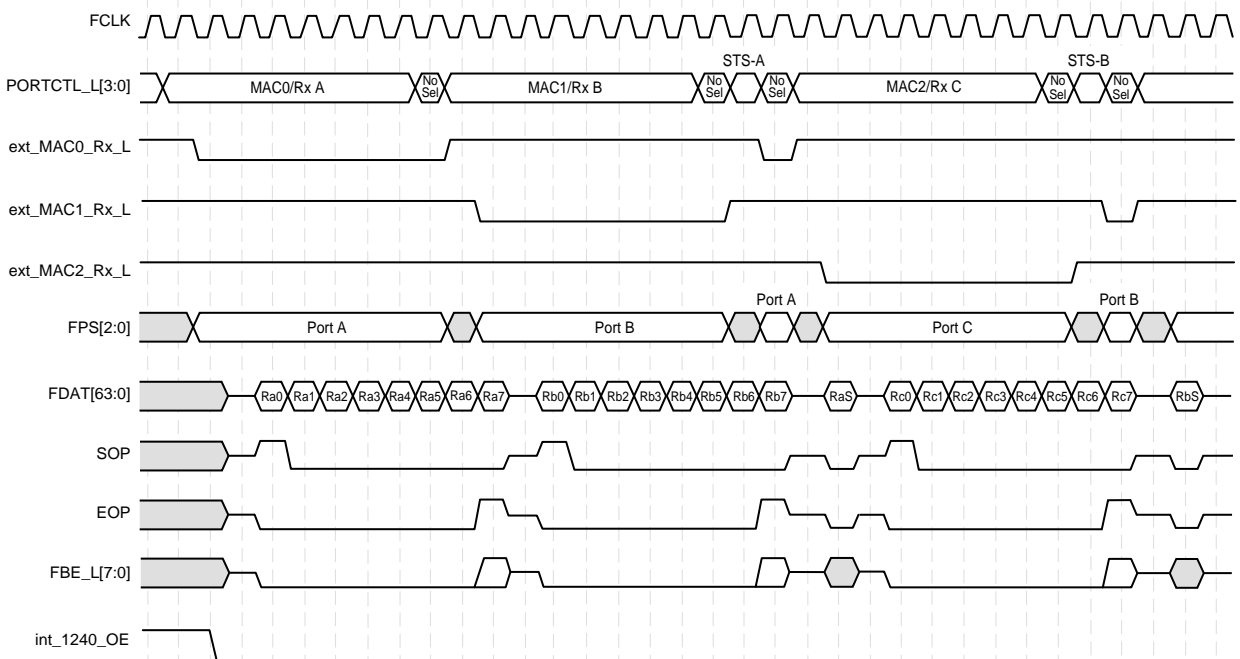 FCLK
STS-A
STS-B
PORTCTL_L[3:0]
MAC0/Rx A
No Sel
MAC1/Rx B
No Sel
No Sel
MAC2/Rx C
No Sel
No Sel
ext_MAC0_Rx_L
ext_MAC1_Rx_L
ext_MAC2_Rx_L
Port A
Port B
FPS[2:0]
Port A
Port B
Port C
FDAT[63:0]
Ra0 Ra1 Ra2 Ra3 Ra4 Ra5 Ra6 Ra7 Rb0 Rb1 Rb2 Rb3 Rb4 Rb5 Rb6 Rb7 RaS Rc0 Rc1 Rc2 Rc3 Rc4 Rc5 Rc6 Rc7 RbS
SOP
EOP
FBE_L[7:0]
int_1240_OE